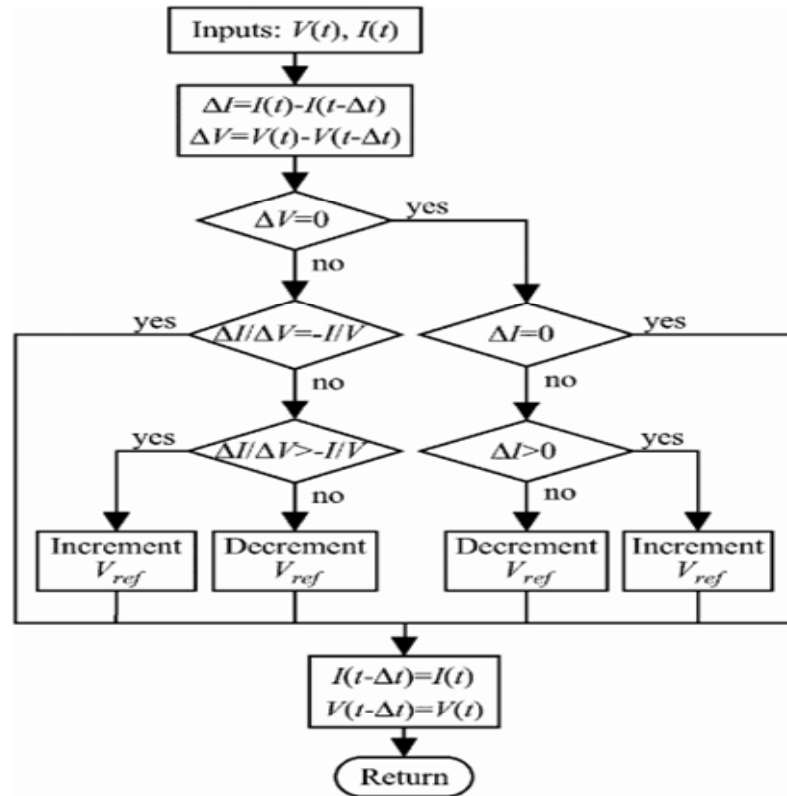 Inputs: V(t), I(t)
ΔI=I(t)-I(t-Δt)
ΔV=V(t)-V(t-Δt)
ΔV=0
yes
no
yes
ΔI/ΔV=-I/V
ΔI=0
yes
no
no
yes
ΔI/ΔV>-I/V
ΔI>0
yes
no
no
Increment
Vref
Decrement
Vref
Decrement
Vref
Increment
Vref
I(t-Δt)=I(t)
V(t-Δt)=V(t)
Return